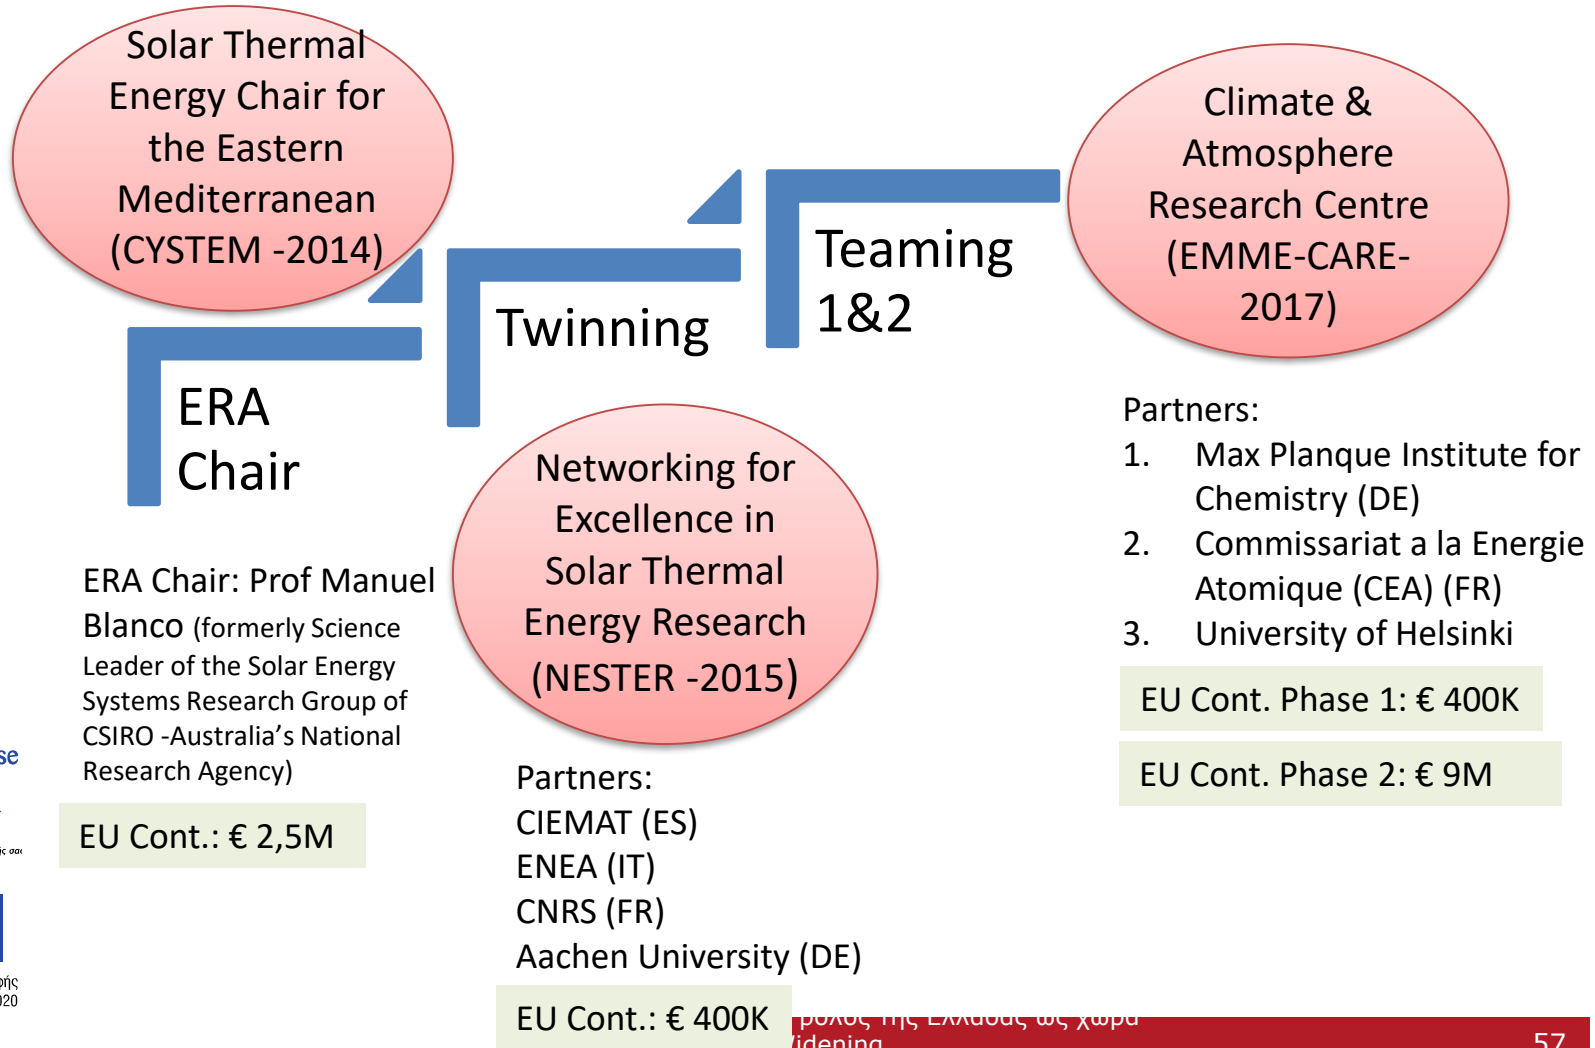 Solar Thermal
Energy Chair for
the Eastern
Mediterranean
(CYSTEM -2014)
Climate &
Atmosphere
Research Centre
(EMME-CARE-
2017)
Teaming
1&2
Twinning
ERA
Chair
Networking for
Excellence in
Solar Thermal
Energy Research
(NESTER -2015)
ERA Chair: Prof Manuel
Blanco (formerly Science
Leader of the Solar Energy
Systems Research Group of
CSIRO -Australia's National
Research Agency)
EU Cont.: € 2,5M
Partners:
CIEMAT (ES)
ENEA (IT)
CNRS (FR)
Aachen University (DE)
EU Cont.: € 400K
Partners:
1. Max Planque Institute for
Chemistry (DE)
2. Commissariat a la Energie
Atomique (CEA) (FR)
3. University of Helsinki
EU Cont. Phase 1: € 400K
EU Cont. Phase 2: € 9M
ρόλος της Ελλάδας ως χώρα
57